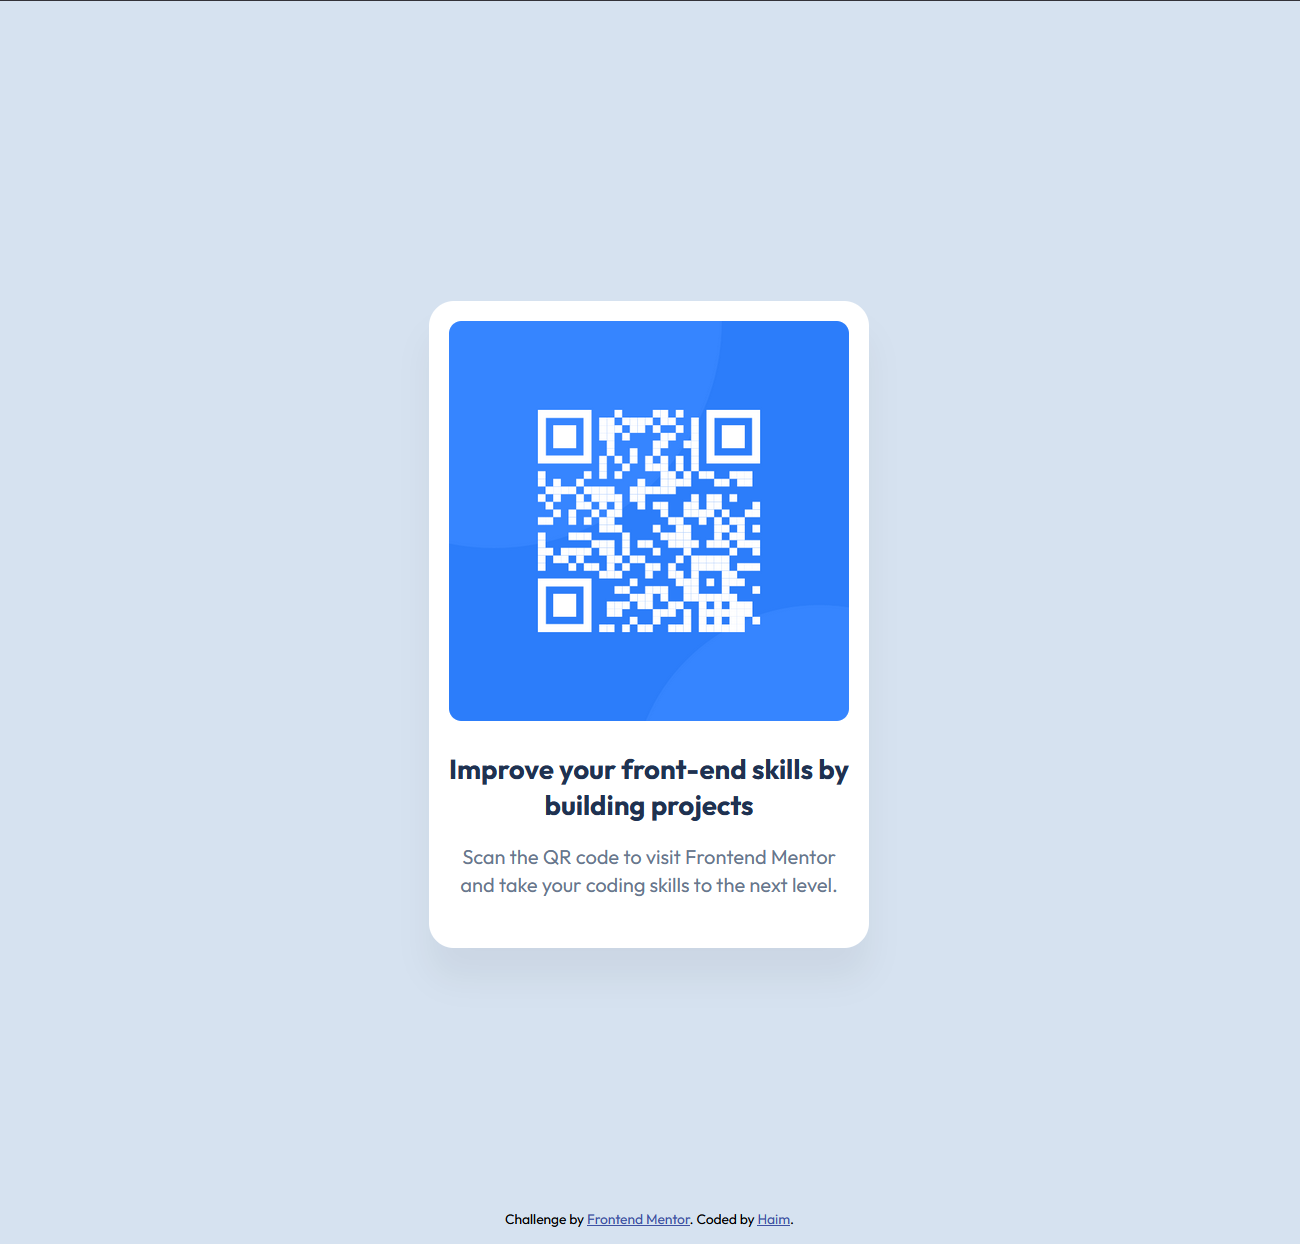 Improve your front-end skills by
building projects
Scan the QR code to visit Frontend Mentor
and take your coding skills to the next level.
Challenge by Frontend Mentor. Coded by Haim.